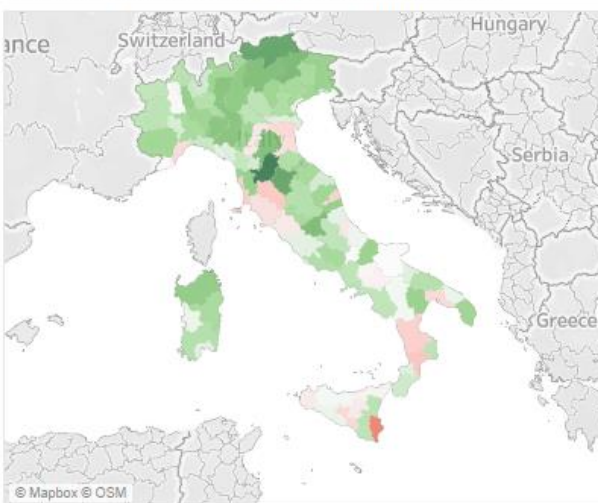 Hungary
ance
Switzerland
Serbia
Greece
© Mapbox © OSM